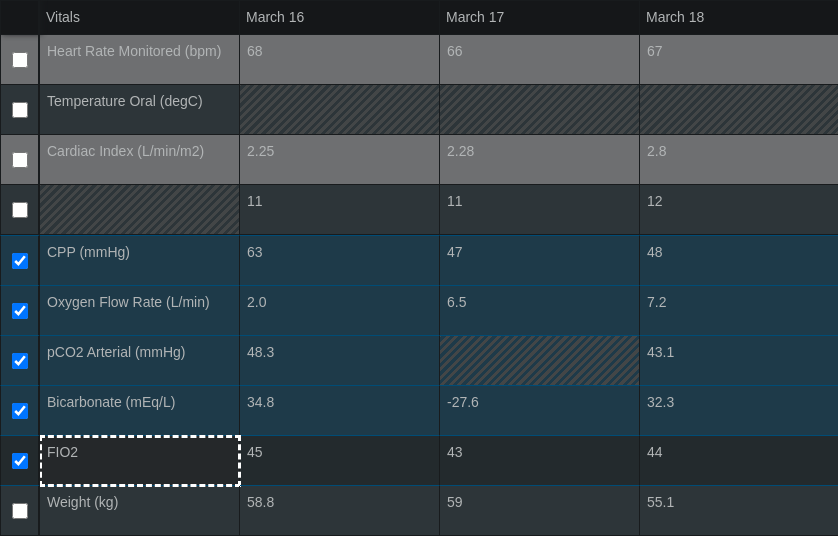 Vitals March 16 March 17 March 18
Heart Rate Monitored (bpm) 68 66 67
Temperature Oral (degC)
Cardiac Index (L/min/m2) 2.25 2.28 2.8
11 11 12
CPP (mmHg) 63 47 48
Oxygen Flow Rate (L/min) 2.0 6.5 7.2
pCO2 Arterial (mmHg) 48.3 43.1
Bicarbonate (mEq/L) 34.8 -27.6 32.3
FIO2 45 43 44
Weight (kg) 58.8 59 55.1